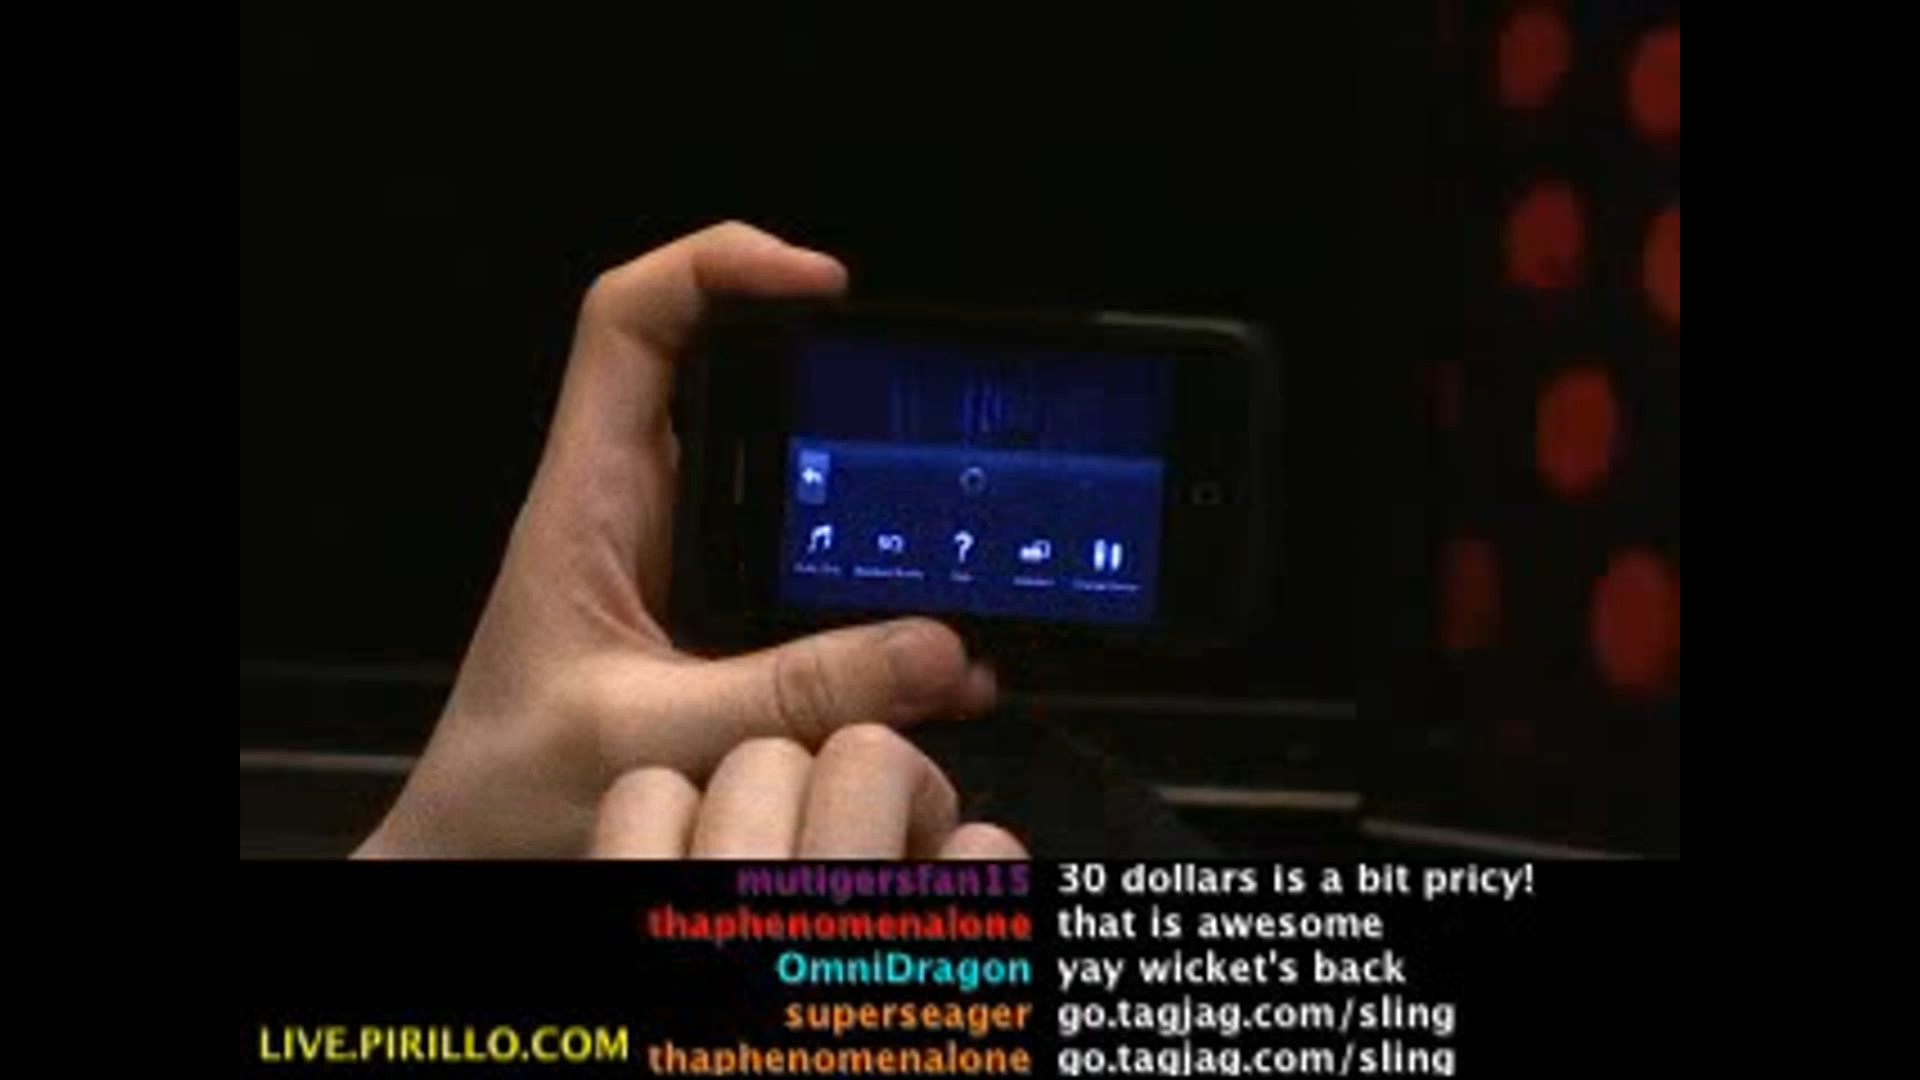 ?
mutigersfan15 30 dollars is a bit pricy!
thaphenomenalone that is awesome
OmniDragon yay wicket's back
superseager go.tagjag.com/sling
LIVE.PIRILLO.COM thaphenomenalone go.tagjag.com/sling